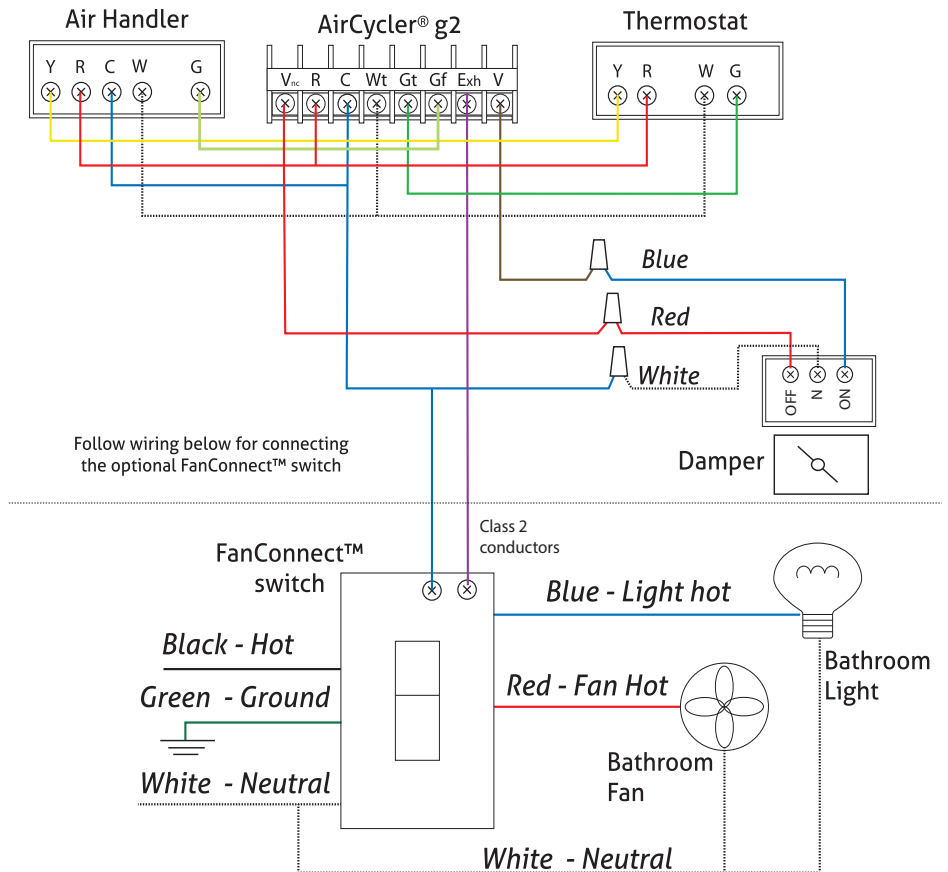 Air Handler
AirCycler® g2
Thermostat
Y R C W G
Vnc R C Wt Gt Gf Exh V
Y R W G
Blue
Red
White
OFF
N
ON
Damper
Follow wiring below for connecting
the optional FanConnect™ switch
Class 2
conductors
FanConnect™
switch
Blue - Light hot
Black - Hot
Bathroom
Light
Red - Fan Hot
Green - Ground
Bathroom
Fan
White - Neutral
White - Neutral